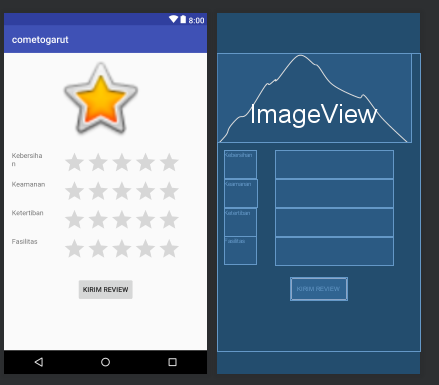 8:00
cometogarut
Kebersiha
n
Keamanan
Ketertiban
Fasilitas
KIRIM REVIEW
ImageView
Kebersihan
Keamanan
Ketertiban
Fasilitas
KIRIM REVIEW